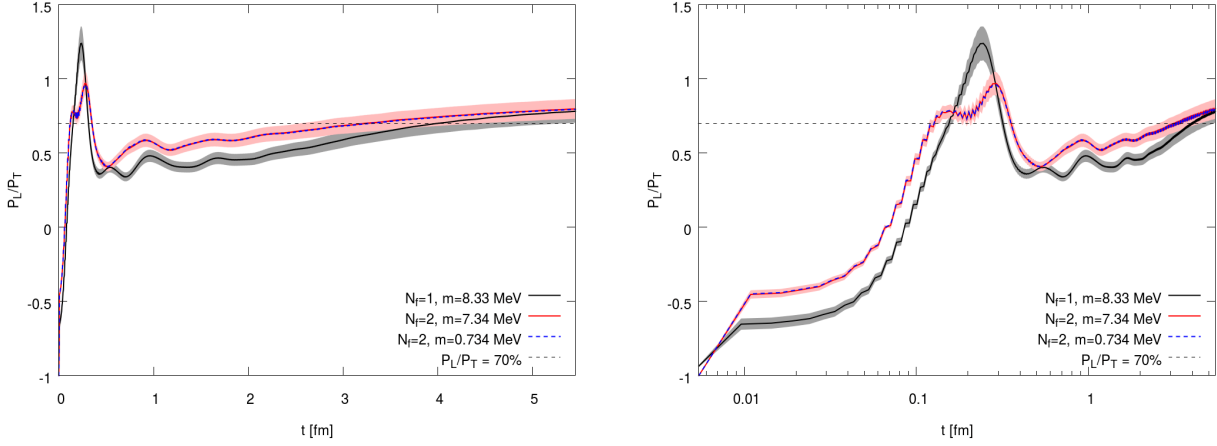 1.5
1
0.5
0
-0.5
-1
P_L/P_T
0 1 2 3 4 5
t [fm]
N_f=1, m=8.33 MeV
N_f=2, m=7.34 MeV
N_f=2, m=0.734 MeV
P_L/P_T = 70%
1.5
1
0.5
0
-0.5
-1
P_L/P_T
0.01 0.1 1
t [fm]
N_f=1, m=8.33 MeV
N_f=2, m=7.34 MeV
N_f=2, m=0.734 MeV
P_L/P_T = 70%